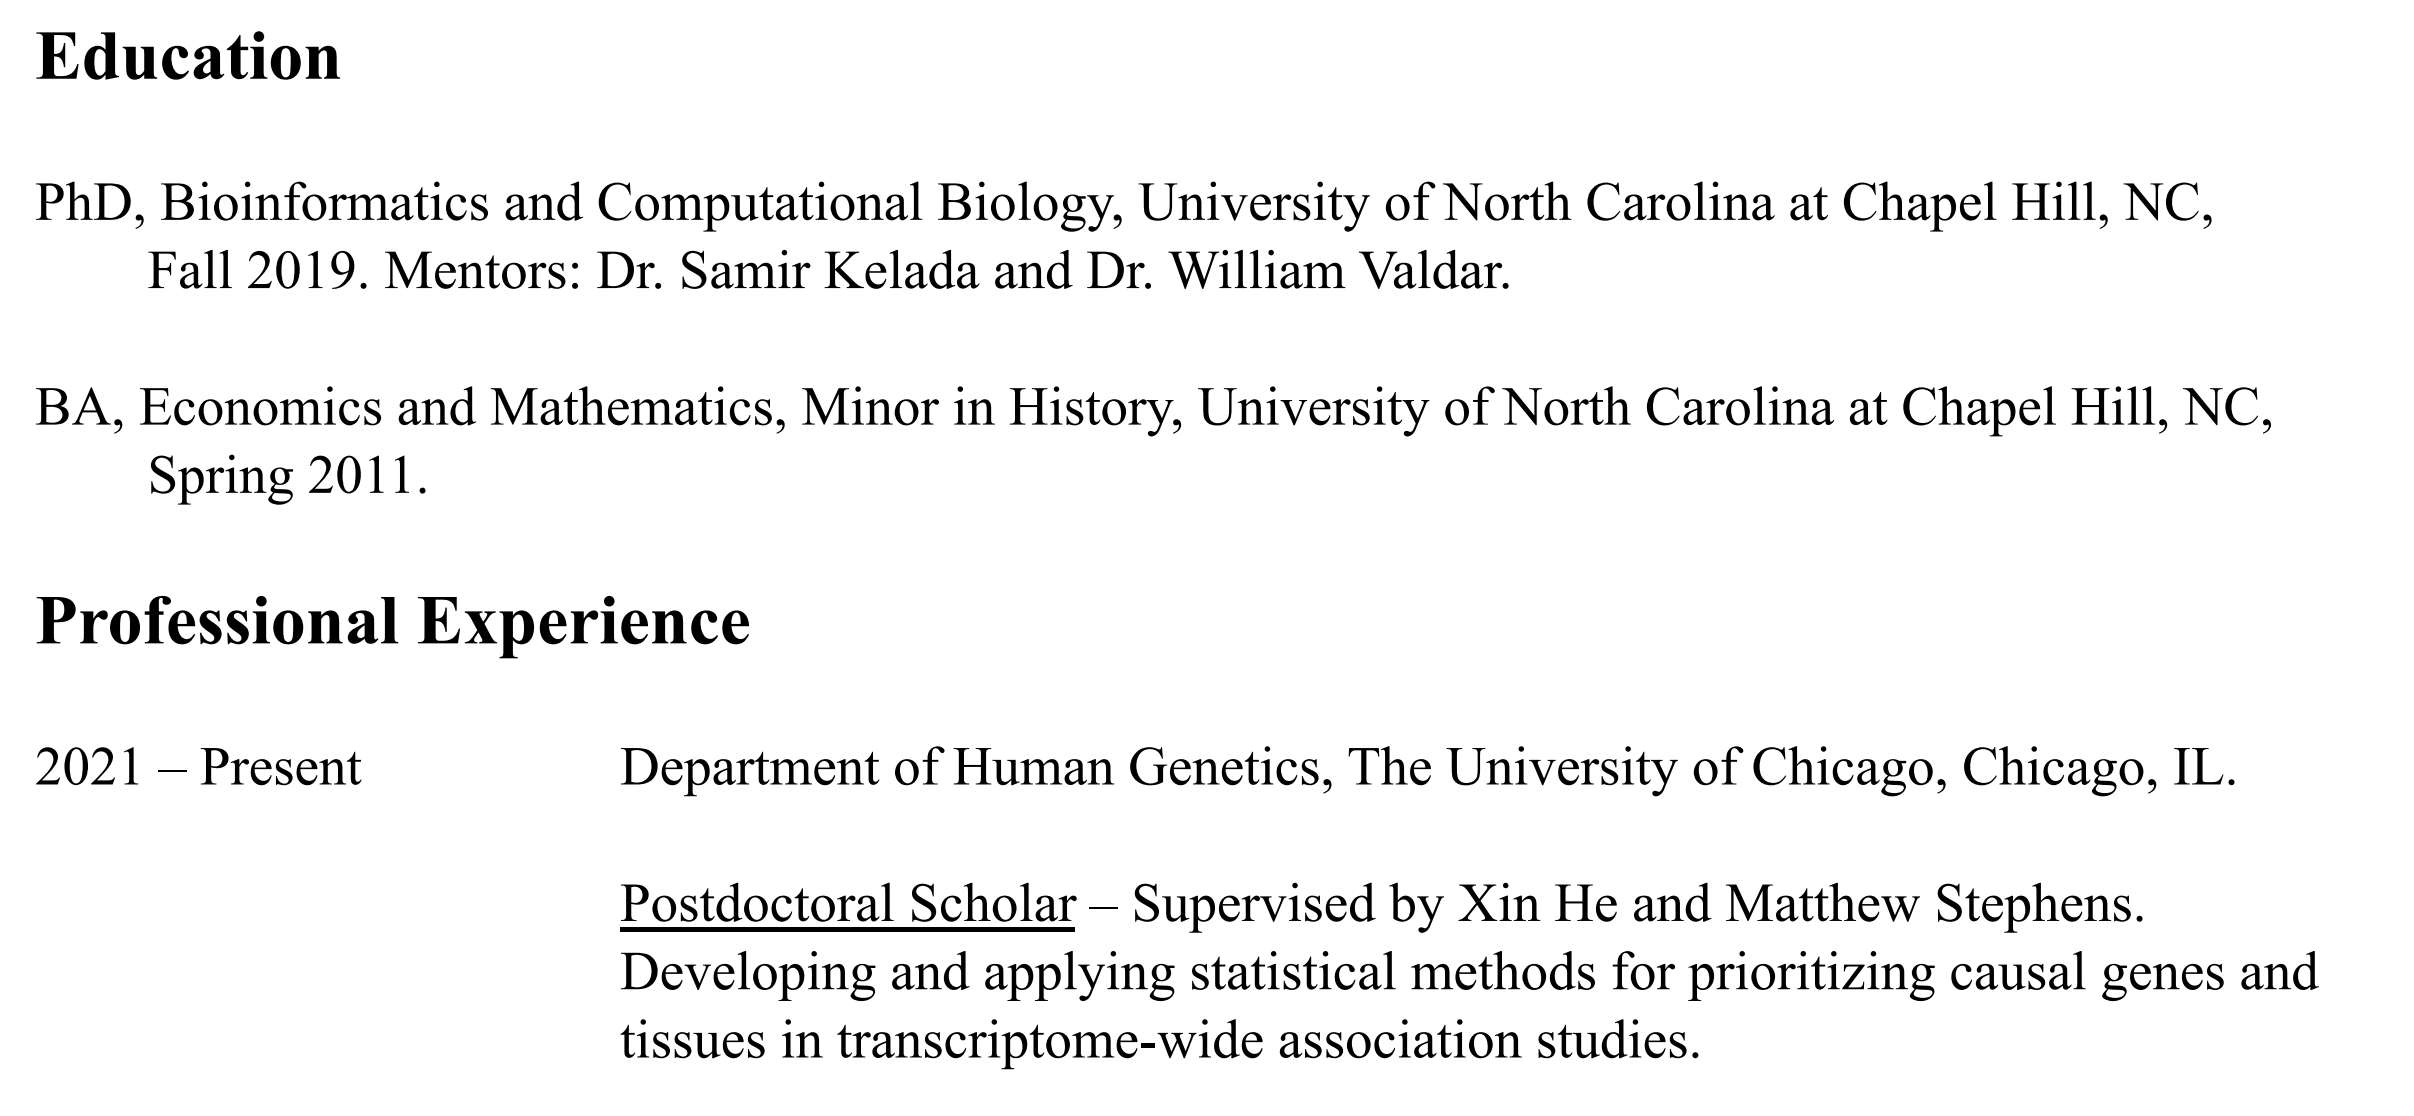 Education
PhD, Bioinformatics and Computational Biology, University of North Carolina at Chapel Hill, NC,
Fall 2019. Mentors: Dr. Samir Kelada and Dr. William Valdar.
BA, Economics and Mathematics, Minor in History, University of North Carolina at Chapel Hill, NC,
Spring 2011.
Professional Experience
2021 – Present Department of Human Genetics, The University of Chicago, Chicago, IL.
Postdoctoral Scholar – Supervised by Xin He and Matthew Stephens.
Developing and applying statistical methods for prioritizing causal genes and
tissues in transcriptome-wide association studies.